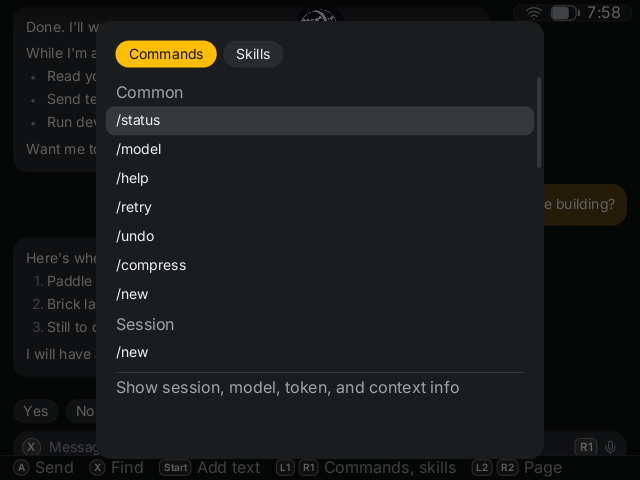 7:58
Done. I'll w
While I'm a
• Read yo
• Send te
• Run dev
Want me to
e building?
Here's whe
1. Paddle
2. Brick la
3. Still to
I will have
Yes
No
Commands
Skills
Common
/status
/model
/help
/retry
/undo
/compress
/new
Session
/new
Show session, model, token, and context info
X Messag
R1
A Send X Find Start Add text L1 R1 Commands, skills L2 R2 Page